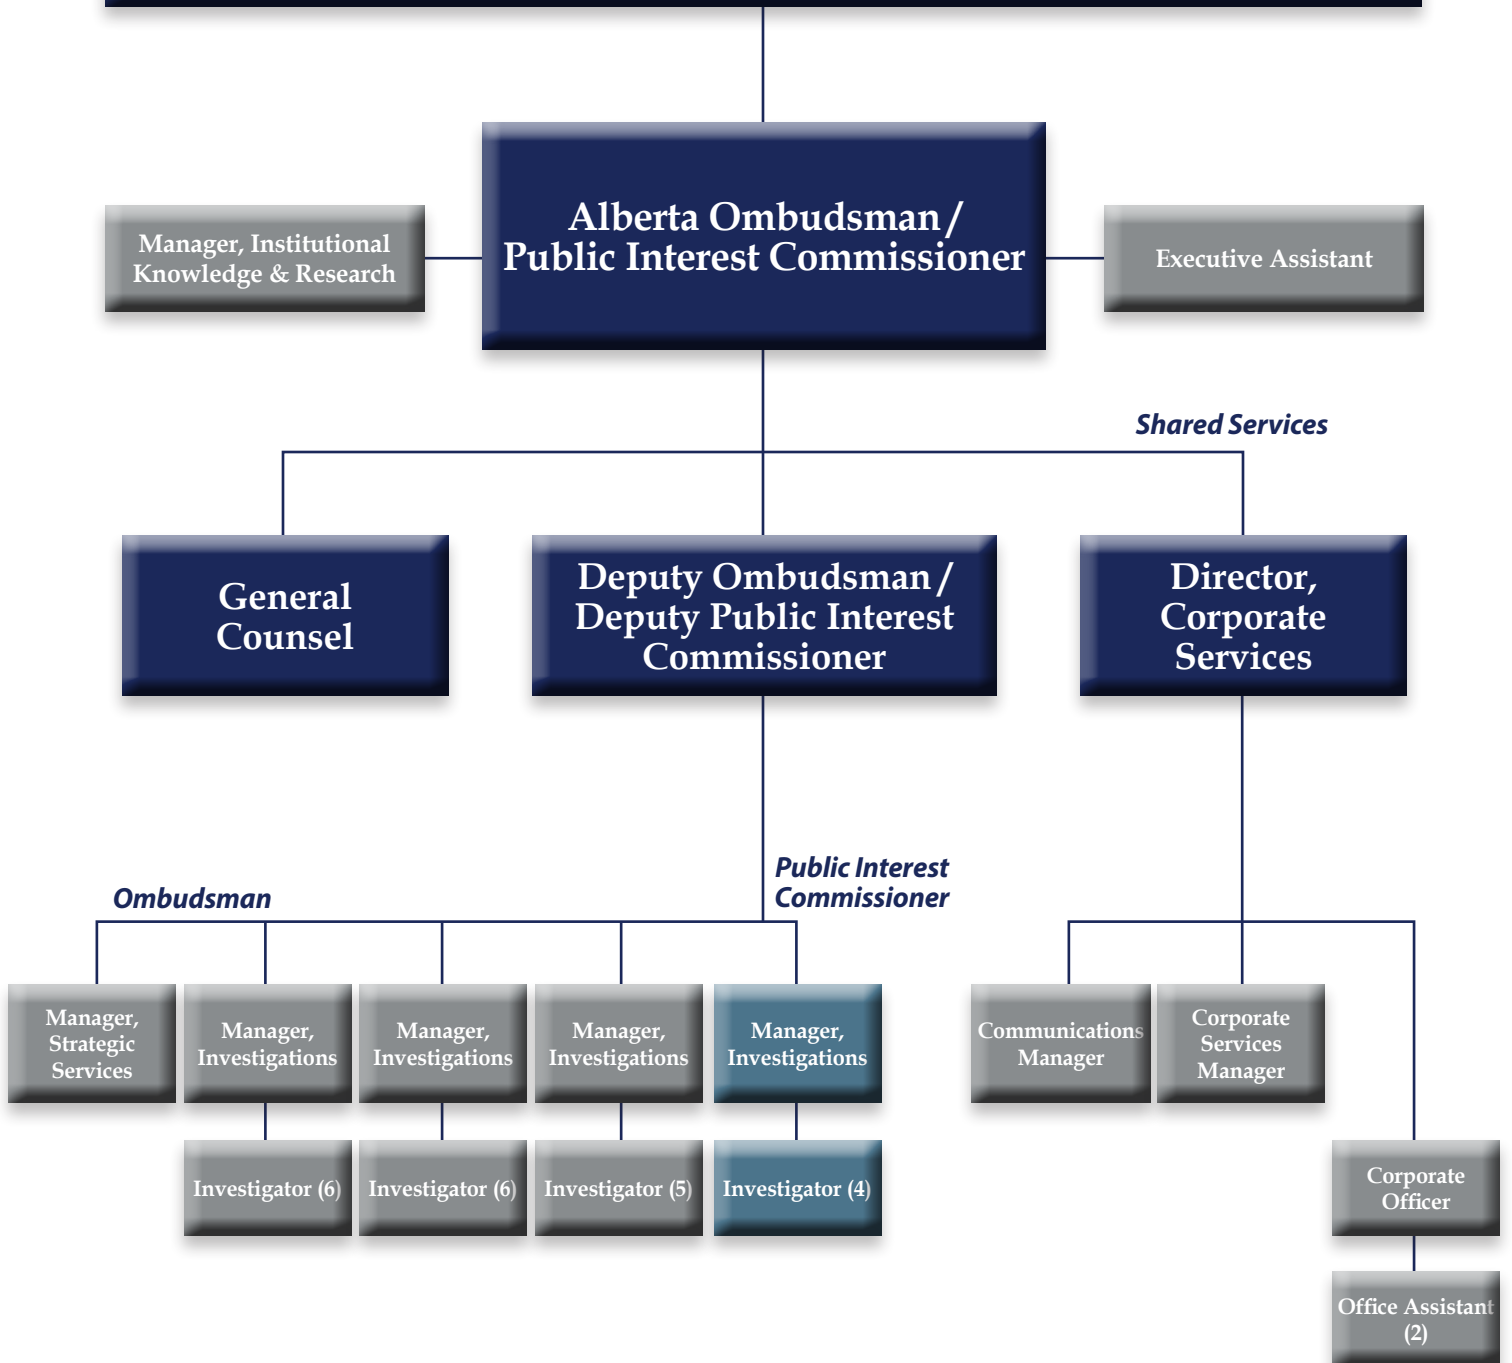 Alberta Ombudsman /
Public Interest Commissioner
Manager, Institutional
Knowledge & Research
Executive Assistant
Shared Services
General
Counsel
Deputy Ombudsman /
Deputy Public Interest
Commissioner
Director,
Corporate
Services
Ombudsman
Public Interest
Commissioner
Manager,
Strategic
Services
Manager,
Investigations
Manager,
Investigations
Manager,
Investigations
Manager,
Investigations
Communications
Manager
Corporate
Services
Manager
Investigator (6)
Investigator (6)
Investigator (5)
Investigator (4)
Corporate
Officer
Office Assistant
(2)